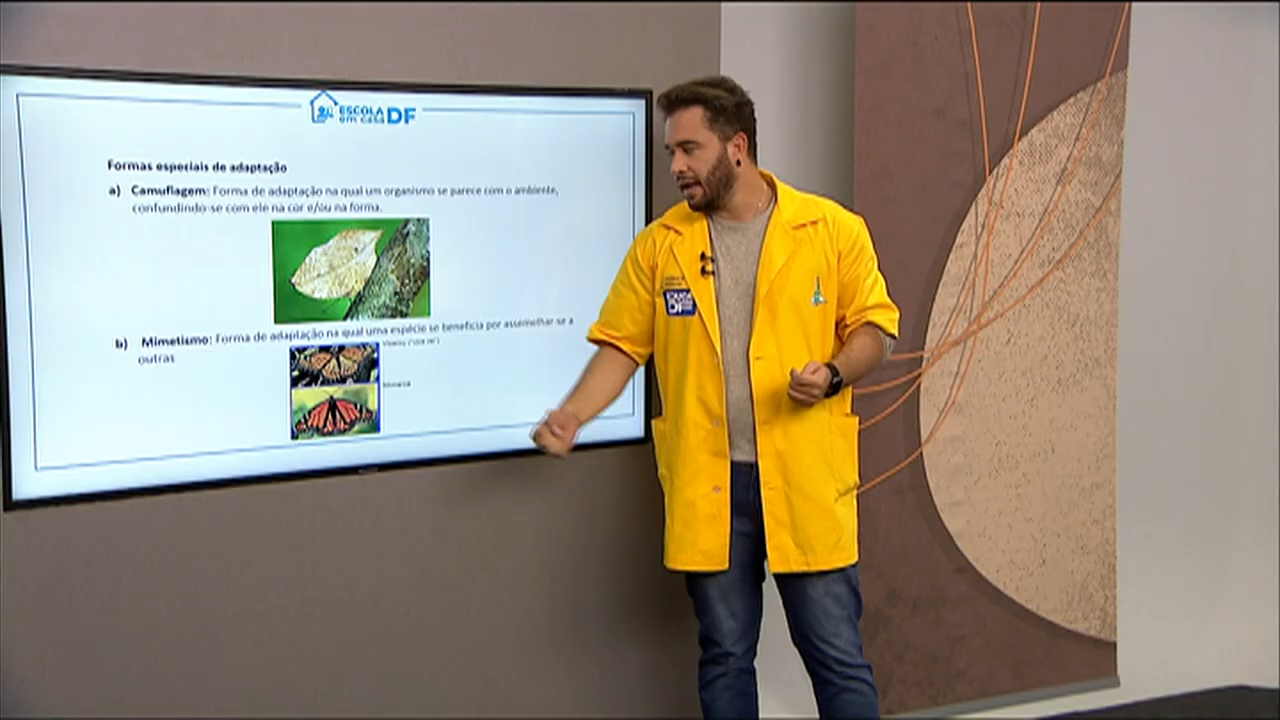 ESCOLA
em casa DF
Formas especiais de adaptação
a) Camuflagem: Forma de adaptação na qual um organismo se parece com o ambiente,
confundindo-se com ele na cor e/ou na forma.
b) Mimetismo: Forma de adaptação na qual uma espécie se beneficia por assemelhar-se a
outras
DF